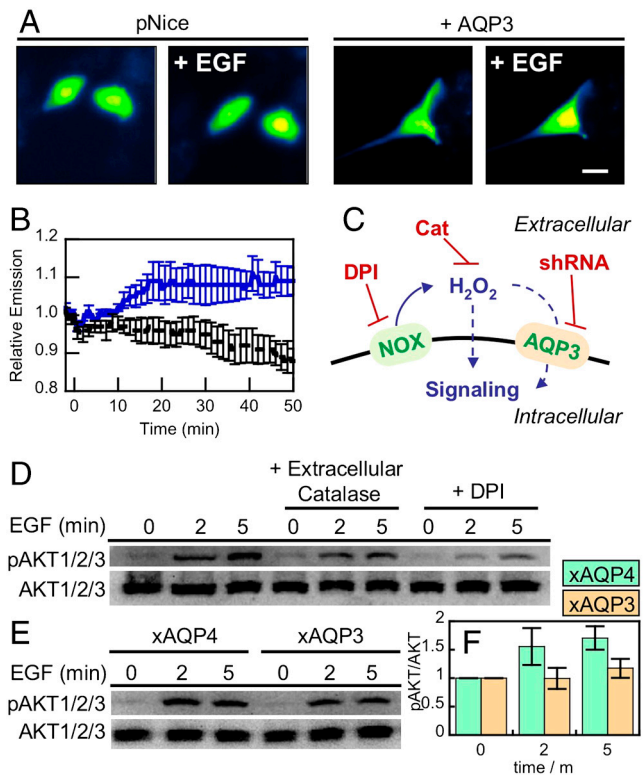 A
pNice
+ AQP3
+ EGF
+ EGF
B
Relative Emission
1.2
1.1
1.0
0.9
0.8
0 10 20 30 40 50
Time (min)
C
Extracellular
Cat
DPI
shRNA
H₂O₂
NOX
AQP3
Signaling
Intracellular
D
+ Extracellular
Catalase
+ DPI
EGF (min) 0 2 5 0 2 5 0 2 5
pAKT1/2/3
AKT1/2/3
E
xAQP4 xAQP3
EGF (min) 0 2 5 0 2 5
pAKT1/2/3
AKT1/2/3
xAQP4
xAQP3
F
pAKT/AKT
2
1.5
1
0.5
0
0 2 5
time / m